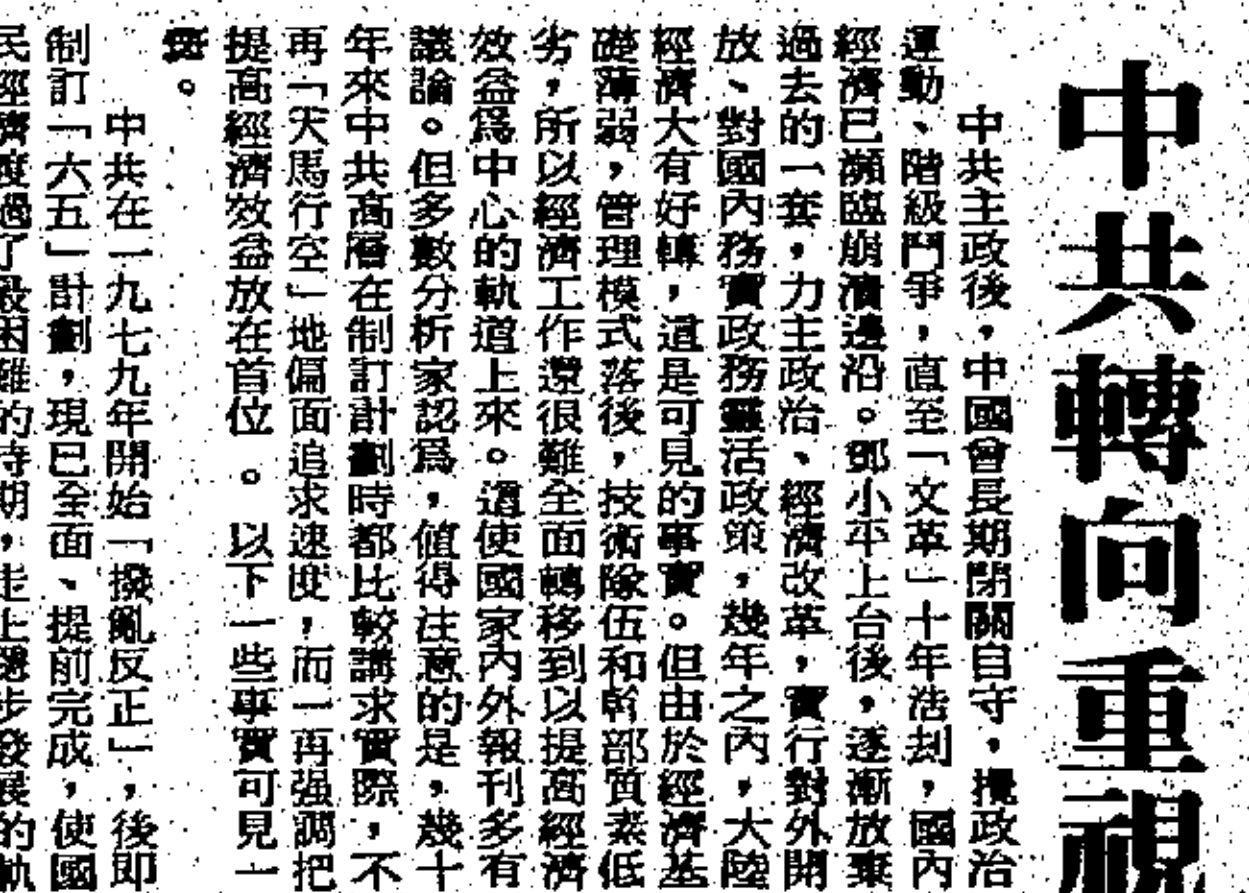 中共轉向重視
中共主政後，中國曾長期閉關自守，攪政治
運動、階級鬥爭，直至「文革」十年浩刦，國內
經濟已瀕臨崩潰邊沿。鄧小平上台後，逐漸放棄
過去的一套，力主政治、經濟改革，實行對外開
放、對國內務實政務靈活政策，幾年之內，大陸
經濟大有好轉，這是可見的事實。但由於經濟基
礎薄弱，管理模式落後，技術隊伍和幹部質素低
劣，所以經濟工作還很難全面轉移到以提高經濟
效益爲中心的軌道上來。這使國家內外報刊多有
議論。但多數分析家認爲，値得注意的是，幾十
年來中共高層在制訂計劃時都比較講求實際，不
再「天馬行空」地偏面追求速度，而一再强調把
提高經濟效益放在首位。以下一些事實可見一
斑。
中共在一九七九年開始「撥亂反正」，後即
制訂「六五」計劃，現已全面、提前完成，使國
民經濟渡過了最困難的時期，走上穩步發展的軌